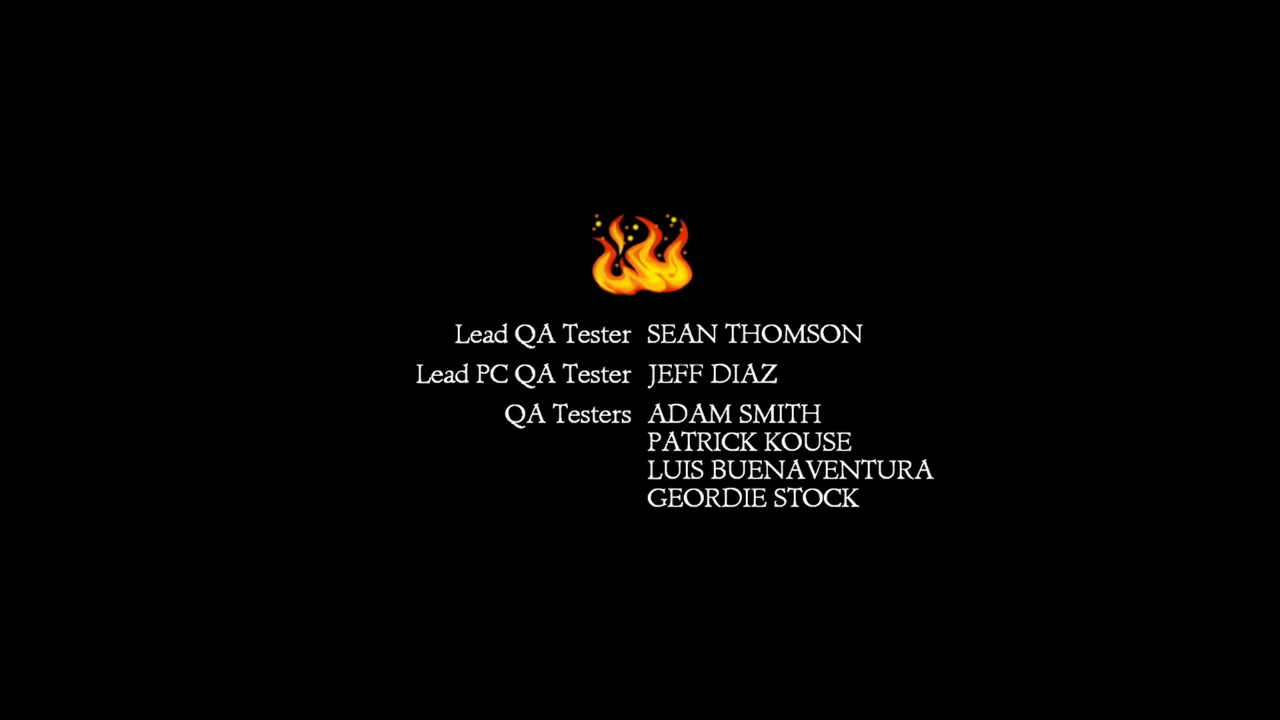 Lead QA Tester SEAN THOMSON
Lead PC QA Tester JEFF DIAZ
QA Testers ADAM SMITH
PATRICK KOUSE
LUIS BUENAVENTURA
GEORDIE STOCK